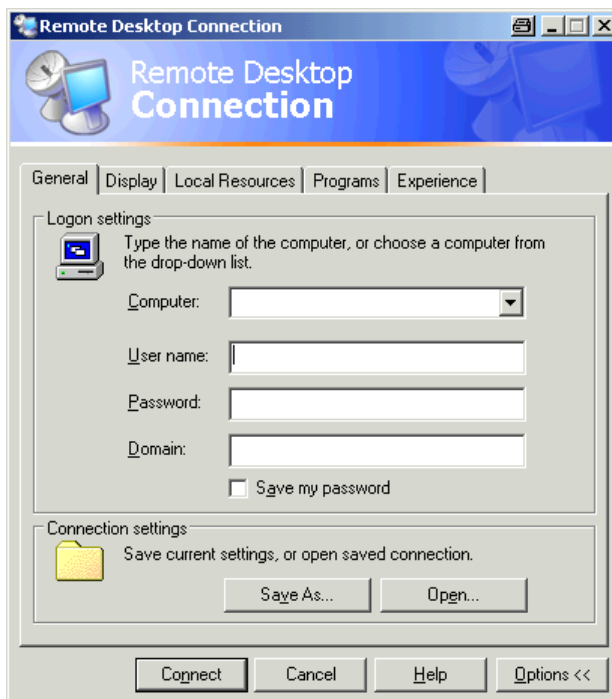 Remote Desktop Connection
Remote Desktop
Connection
General Display Local Resources Programs Experience
Logon settings
Type the name of the computer, or choose a computer from
the drop-down list.
Computer:
User name:
Password:
Domain:
Save my password
Connection settings
Save current settings, or open saved connection.
Save As... Open...
Connect Cancel Help Options <<